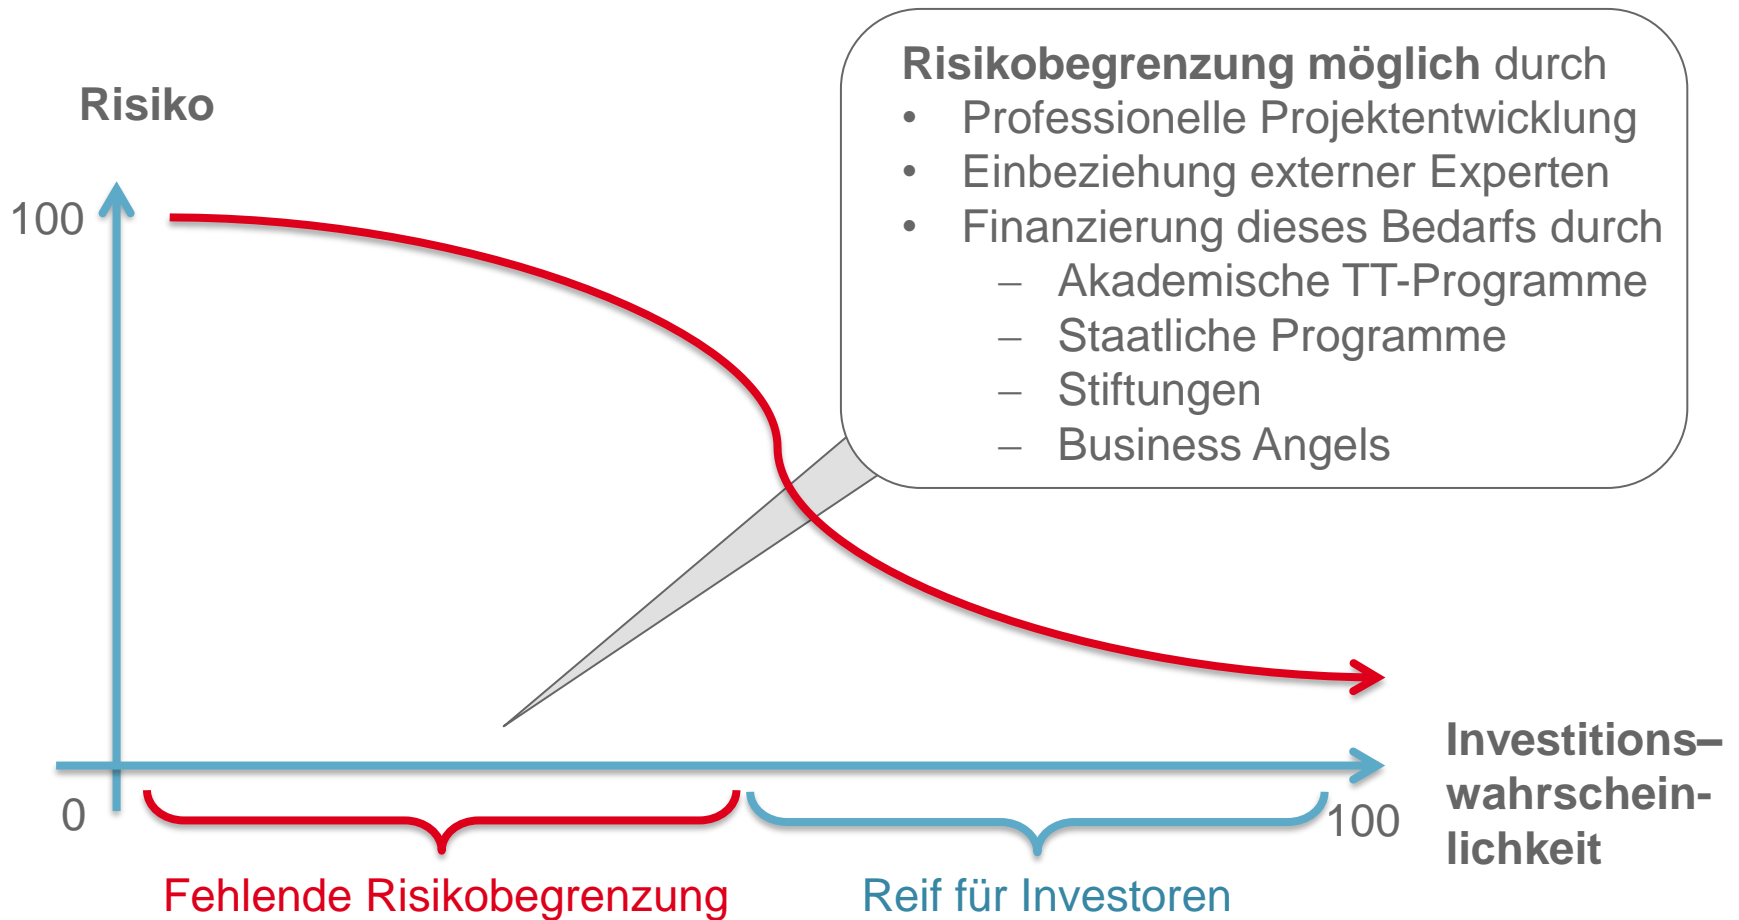 Risikobegrenzung möglich durch
• Professionelle Projektentwicklung
• Einbeziehung externer Experten
• Finanzierung dieses Bedarfs durch
– Akademische TT-Programme
– Staatliche Programme
– Stiftungen
– Business Angels
Risiko
100
0
100
Investitions–
wahrschein-
lichkeit
Fehlende Risikobegrenzung
Reif für Investoren